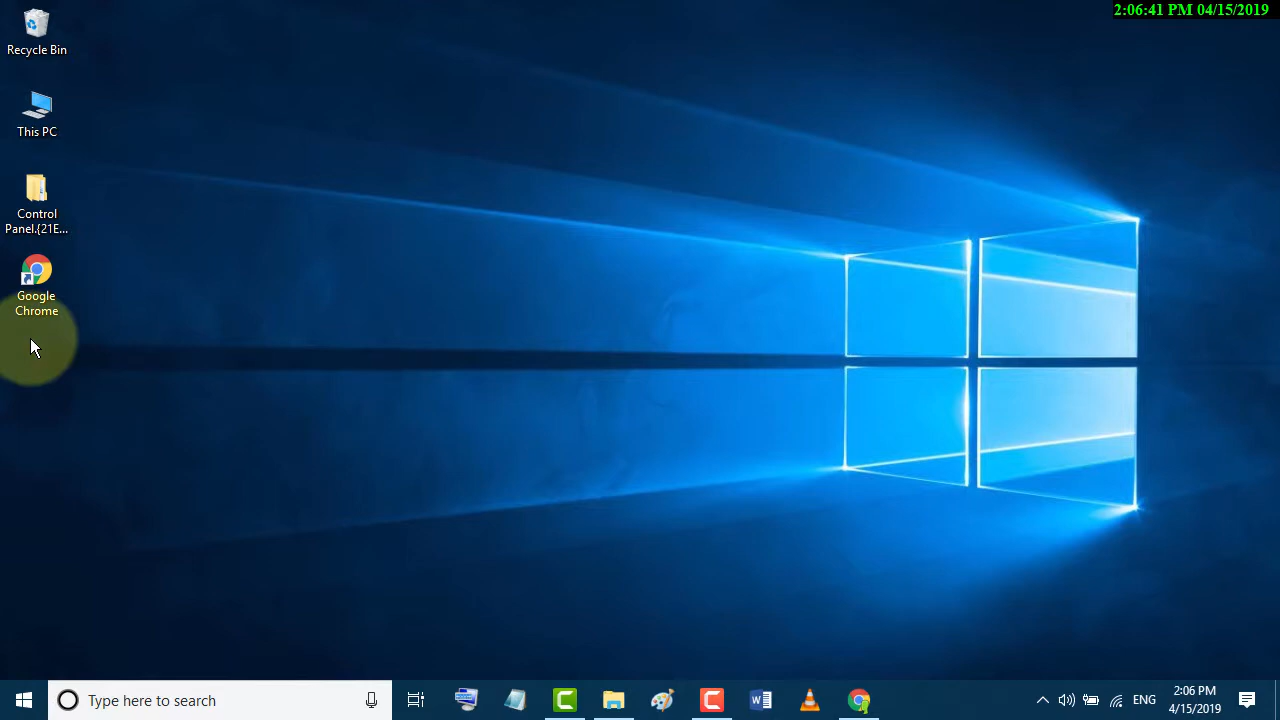 2:06:41 PM 04/15/2019
Recycle Bin
This PC
Control
Panel.{21E...
Google
Chrome
Type here to search
W
ENG
2:06 PM
4/15/2019